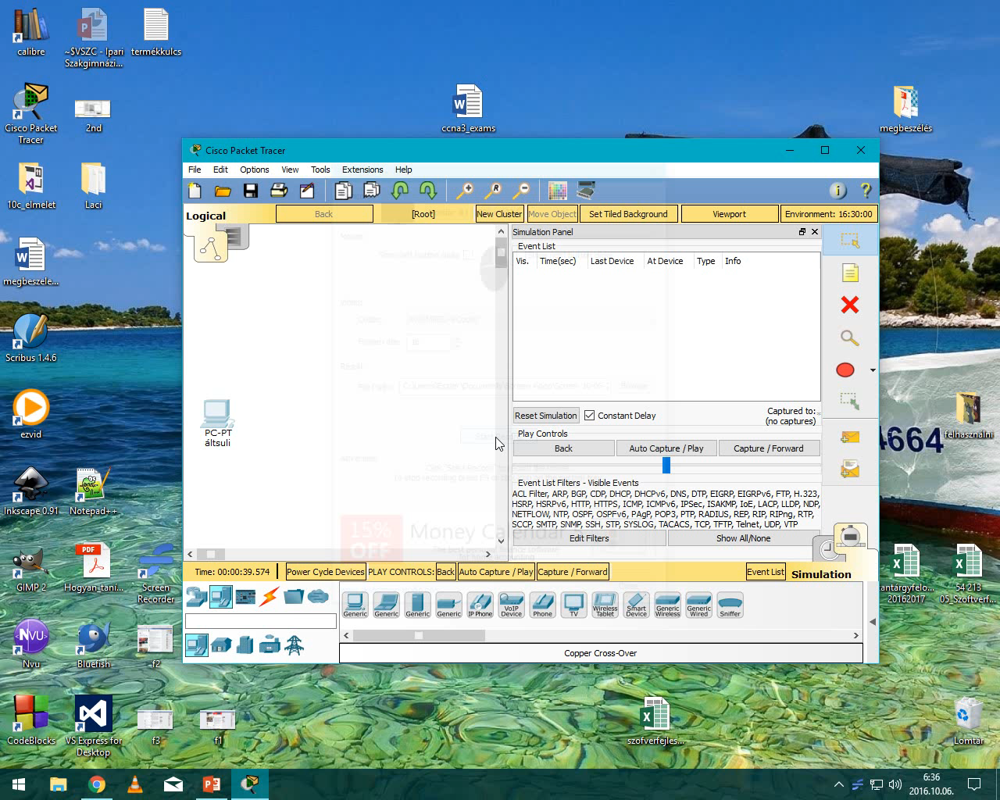 calibre
~$VSZC - Ipari
Szakgimnázi...
termékkulcs
Cisco Packet
Tracer
2nd
ccna3_exams
megbeszélés
10c_elmelet
Laci
megbeszele...
Scribus 1.4.6
ezvid
Inkscape 0.91
Notepad++
GIMP 2
Hogyan_tani...
Screen
Recorder
Nvu
Bluefish
f2
CodeBlocks
VS Express for
Desktop
f3
f1
szofverfejles...
Lomtár
felhasználni
4664
54 213
20162017
05_Szoftverf...
Cisco Packet Tracer
File Edit Options View Tools Extensions Help
Logical
Back
[Root]
New Cluster
Move Object
Set Tiled Background
Viewport
Environment: 16:30:00
PC-PT
áltsuli
Simulation Panel
Event List
Vis. Time(sec) Last Device At Device Type Info
Reset Simulation
Constant Delay
Captured to:
(no captures)
Play Controls
Back
Auto Capture / Play
Capture / Forward
Event List Filters - Visible Events
ACL Filter, ARP, BGP, CDP, DHCP, DHCPv6, DNS, DTP, EIGRP, EIGRPv6, FTP, H.323,
HSRP, HSRPv6, HTTP, HTTPS, ICMP, ICMPv6, IPSec, ISAKMP, IoE, LACP, LLDP, NDP,
NETFLOW, NTP, OSPF, OSPFv6, PAgP, POP3, PTP, RADIUS, REP, RIP, RIPng, RTP,
SCCP, SMTP, SNMP, SSH, STP, SYSLOG, TACACS, TCP, TFTP, Telnet, UDP, VTP
Edit Filters
Show All/None
15%
OFF
Money Calendar
Time: 00:00:39.574
Power Cycle Devices
PLAY CONTROLS:
Back
Auto Capture / Play
Capture / Forward
Event List
Simulation
Generic
Generic
Generic
Generic
IP Phone
VoIP
Device
Phone
TV
Wireless
Tablet
Smart
Device
Generic
Wireless
Generic
Wired
Sniffer
Copper Cross-Over
6:36
2016.10.06.